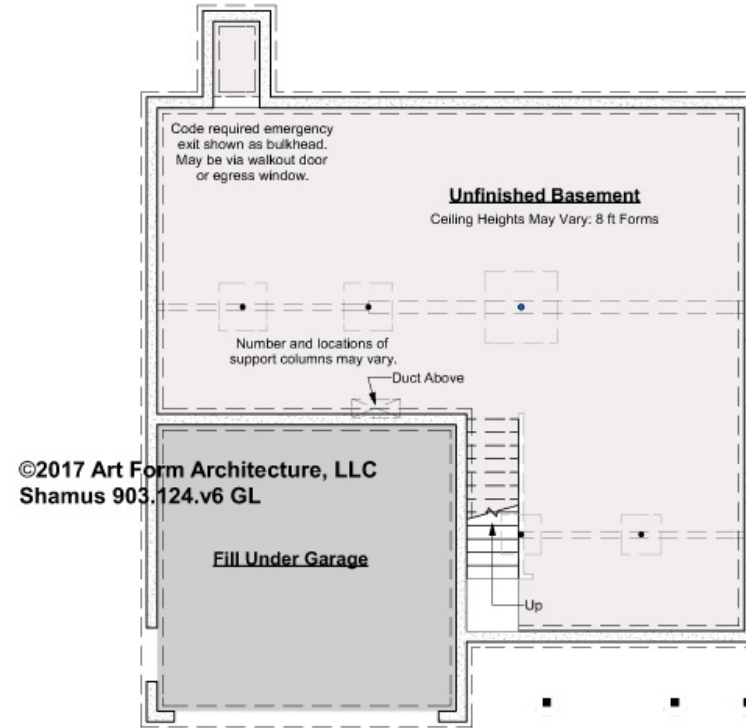 Code required emergency
exit shown as bulkhead.
May be via walkout door
or egress window.
Unfinished Basement
Ceiling Heights May Vary: 8 ft Forms
Number and locations of
support columns may vary.
Duct Above
©2017 Art Form Architecture, LLC
Shamus 903.124.v6 GL
Fill Under Garage
Up